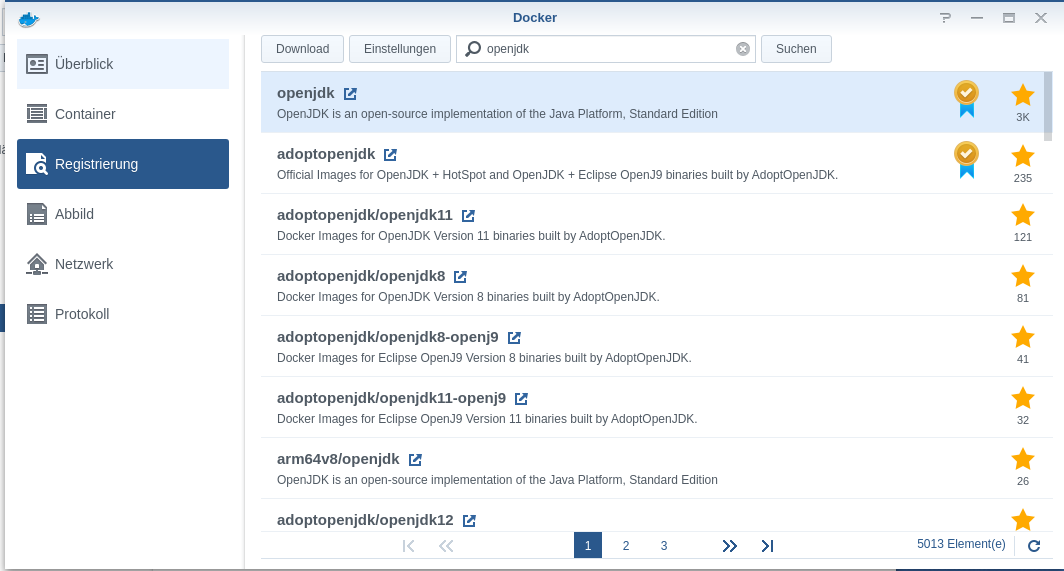 Docker
Überblick
Container
Registrierung
Abbild
Netzwerk
Protokoll
Download
Einstellungen
openjdk
Suchen
openjdk
OpenJDK is an open-source implementation of the Java Platform, Standard Edition
3K
adoptopenjdk
Official Images for OpenJDK + HotSpot and OpenJDK + Eclipse OpenJ9 binaries built by AdoptOpenJDK.
235
adoptopenjdk/openjdk11
Docker Images for OpenJDK Version 11 binaries built by AdoptOpenJDK.
121
adoptopenjdk/openjdk8
Docker Images for OpenJDK Version 8 binaries built by AdoptOpenJDK.
81
adoptopenjdk/openjdk8-openj9
Docker Images for Eclipse OpenJ9 Version 8 binaries built by AdoptOpenJDK.
41
adoptopenjdk/openjdk11-openj9
Docker Images for Eclipse OpenJ9 Version 11 binaries built by AdoptOpenJDK.
32
arm64v8/openjdk
OpenJDK is an open-source implementation of the Java Platform, Standard Edition
26
adoptopenjdk/openjdk12
1 2 3
5013 Element(e)